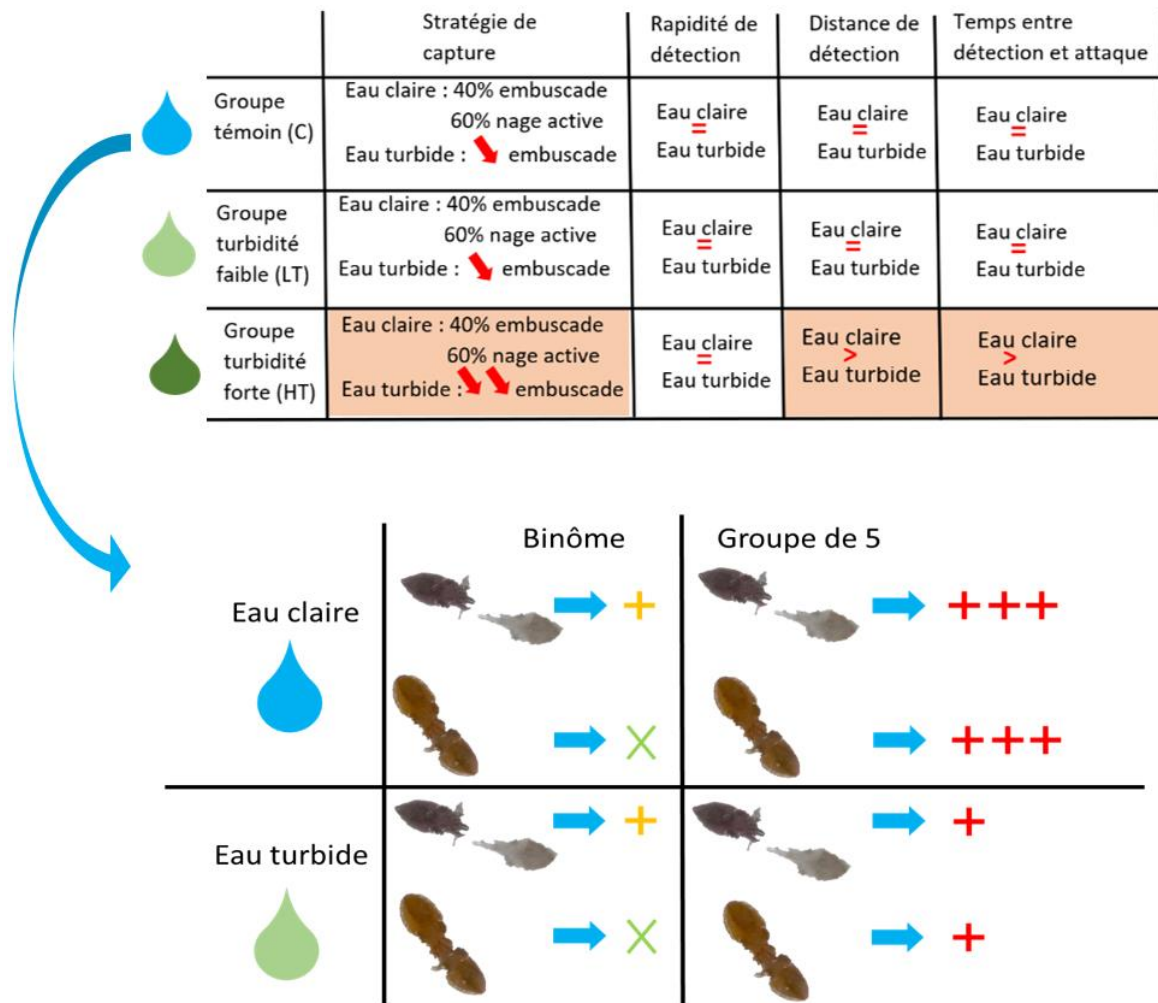 Stratégie de
capture
Rapidité de
détection
Distance de
détection
Temps entre
détection et attaque
Groupe
témoin (C)
Eau claire : 40% embuscade
60% nage active
Eau turbide : embuscade
Eau claire
=
Eau turbide
Eau claire
=
Eau turbide
Eau claire
=
Eau turbide
Groupe
turbidité
faible (LT)
Eau claire : 40% embuscade
60% nage active
Eau turbide : embuscade
Eau claire
=
Eau turbide
Eau claire
=
Eau turbide
Eau claire
=
Eau turbide
Groupe
turbidité
forte (HT)
Eau claire : 40% embuscade
60% nage active
Eau turbide : embuscade
Eau claire
=
Eau turbide
Eau claire
>
Eau turbide
Eau claire
>
Eau turbide
Binôme
Groupe de 5
Eau claire
+
+++
X
+++
Eau turbide
+
+
X
+